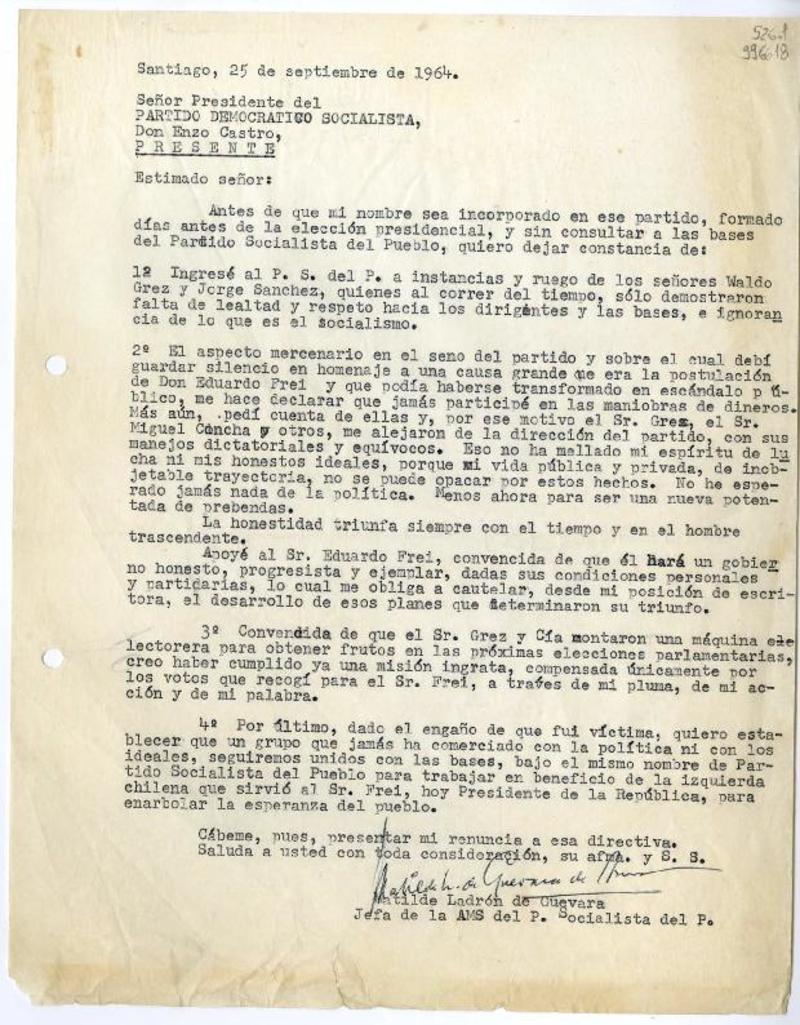 526.1
996018
Santiago, 25 de septiembre de 1964.
Señor Presidente del
PARTIDO DEMOCRATICO SOCIALISTA,
Don Enzo Castro,
P R E S E N T E
Estimado señor:
Antes de que mi nombre sea incorporado en ese partido, formado
días antes de la elección presidencial, y sin consultar a las bases
del Partido Socialista del Pueblo, quiero dejar constancia de:
1º Ingresé al P. S. del P. a instancias y ruego de los señores Waldo
Grez y Jorge Sanchez, quienes al correr del tiempo, sólo demostraron
falta de lealtad y respeto hacia los dirigentes y las bases, e ignoran
cia de lo que es el socialismo.
2º El aspecto mercenario en el seno del partido y sobre el cual debí
guardar silencio en homenaje a una causa grande que era la postulación
de Don Eduardo Frei y que podía haberse transformado en escándalo p ú-
blico, me hace declarar que jamás participé en las maniobras de dineros.
Más aún, .pedí cuenta de ellas y, por ese motivo el Sr. Grez, el Sr.
Miguel Concha y otros, me alejaron de la dirección del partido, con sus
manejos dictatoriales y equívocos. Eso no ha mellado mi espíritu de lu
cha ni mis honestos ideales, porque mi vida pública y privada, de inob-
jetable trayectoria, no se puede opacar por estos hechos. No he espe-
rado jamás nada de la política. Menos ahora para ser una nueva poten-
tada de prebendas.
La honestidad triunfa siempre con el tiempo y en el hombre
trascendente.
Apoyé al Sr. Eduardo Frei, convencida de que él hará un gobier
no honesto, progresista y ejemplar, dadas sus condiciones personales
y partidarias, lo cual me obliga a cautelar, desde mi posición de escri-
tora, el desarrollo de esos planes que determinaron su triunfo.
3º Convencida de que el Sr. Grez y Cía montaron una máquina ele
lectorera para obtener frutos en las próximas elecciones parlamentarias,
creo haber cumplido ya una misión ingrata, compensada únicamente por
los votos que recogí para el Sr. Frei, a través de mi pluma, de mi ac-
ción y de mi palabra.
4º Por último, dado el engaño de que fui víctima, quiero esta-
blecer que un grupo que jamás ha comerciado con la política ni con los
ideales, seguiremos unidos con las bases, bajo el mismo nombre de Par-
tido Socialista del Pueblo para trabajar en beneficio de la izquierda
chilena que sirvió al Sr. Frei, hoy Presidente de la República, para
enarbolar la esperanza del pueblo.
Cábeme, pues, presentar mi renuncia a esa directiva.
Saluda a usted con toda consideración, su afma. y S. S.
Matilde L. de Guevara de
Matilde Ladrón de Guevara
Jefa de la AMS del P. Socialista del P.